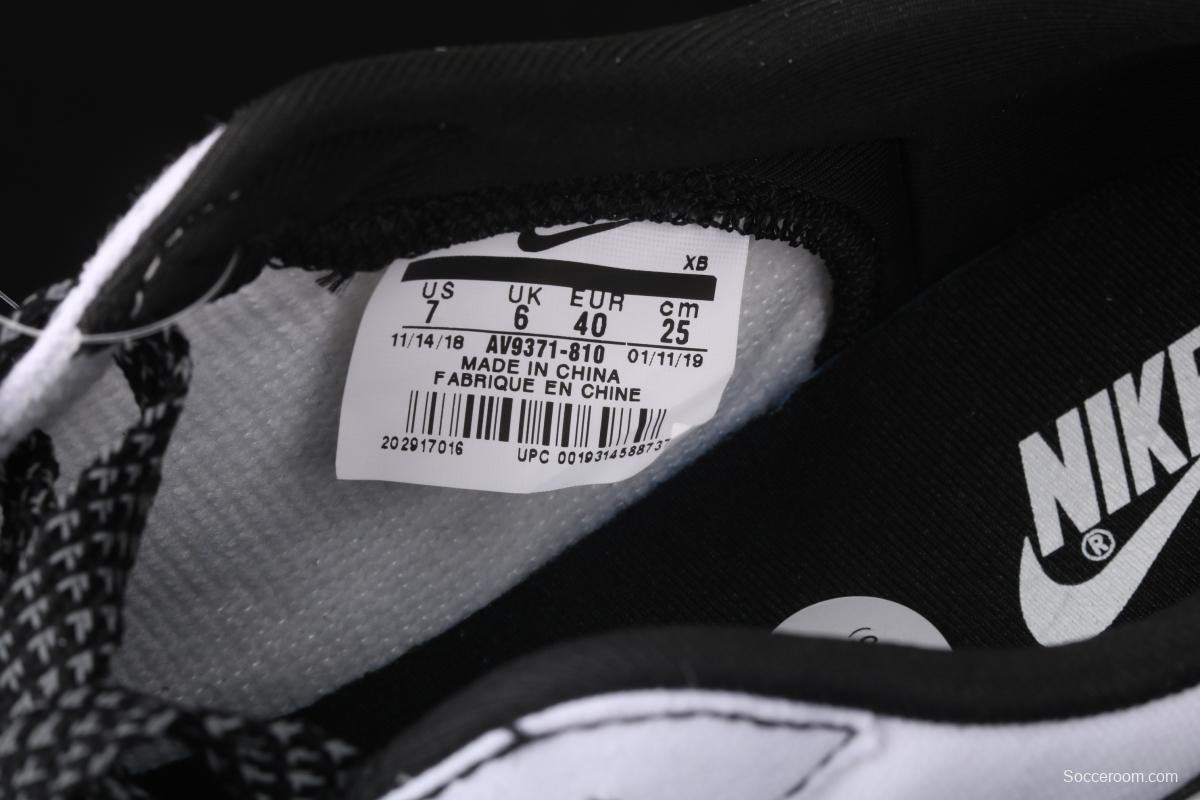 XB
US UK EUR cm
7 6 40 25
11/14/18 AV9371-810 01/11/19
MADE IN CHINA
FABRIQUE EN CHINE
202917016 UPC 0019314588737
NIKE
®
Socceroom.com